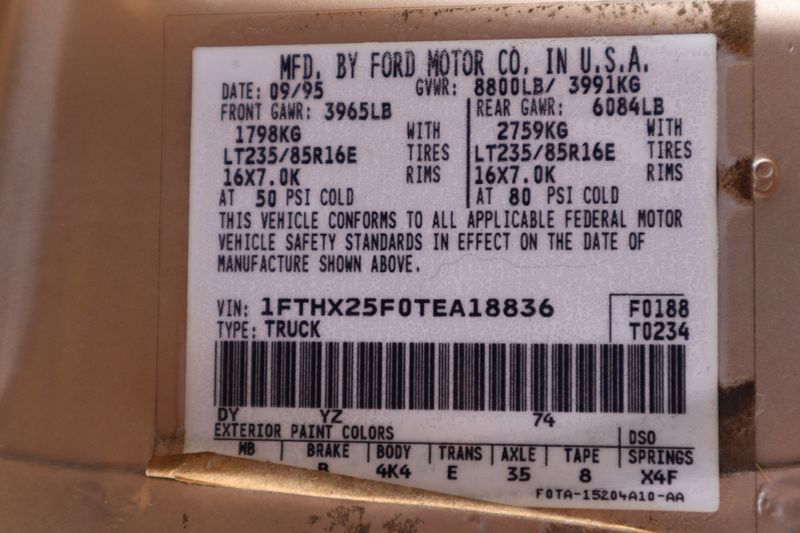 MFD. BY FORD MOTOR CO. IN U.S.A.
DATE: 09/95 GVWR: 8800LB/ 3991KG
FRONT GAWR: 3965LB REAR GAWR: 6084LB
1798KG WITH 2759KG WITH
LT235/85R16E TIRES LT235/85R16E TIRES
16X7.0K RIMS 16X7.0K RIMS
AT 50 PSI COLD AT 80 PSI COLD
THIS VEHICLE CONFORMS TO ALL APPLICABLE FEDERAL MOTOR
VEHICLE SAFETY STANDARDS IN EFFECT ON THE DATE OF
MANUFACTURE SHOWN ABOVE.
VIN: 1FTHX25F0TEA18836 F0188
TYPE: TRUCK T0234
DY YZ 74
EXTERIOR PAINT COLORS DSO
WB BRAKE BODY TRANS AXLE TAPE SPRINGS
B 4K4 E 35 8 X4F
F0TA-15204A10-AA